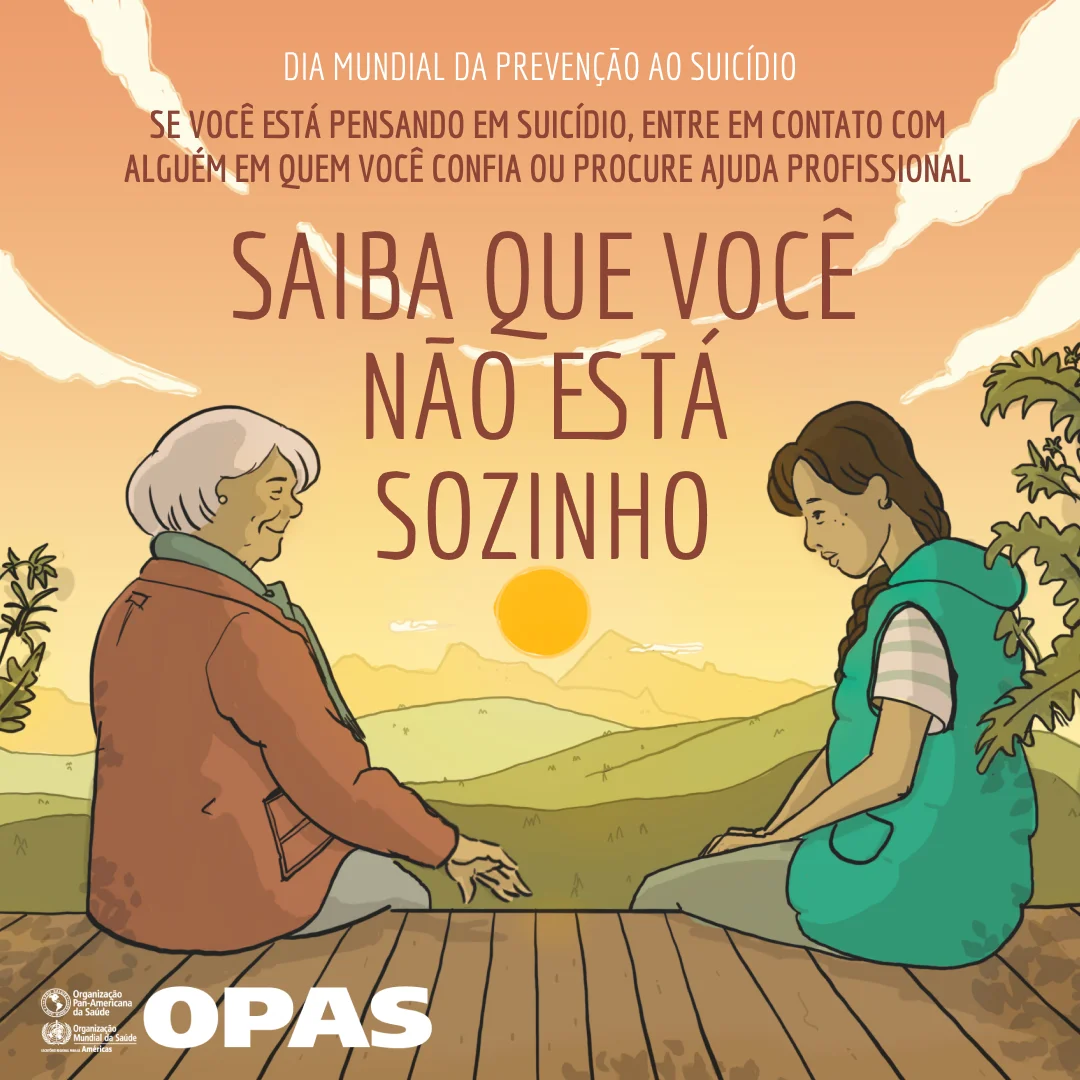 DIA MUNDIAL DA PREVENÇÃO AO SUICÍDIO
SE VOCÊ ESTÁ PENSANDO EM SUICÍDIO, ENTRE EM CONTATO COM
ALGUÉM EM QUEM VOCÊ CONFIA OU PROCURE AJUDA PROFISSIONAL
SAIBA QUE VOCÊ
NÃO ESTÁ
SOZINHO
Organização
Pan-Americana
da Saúde
Organização
Mundial da Saúde
Américas
OPAS